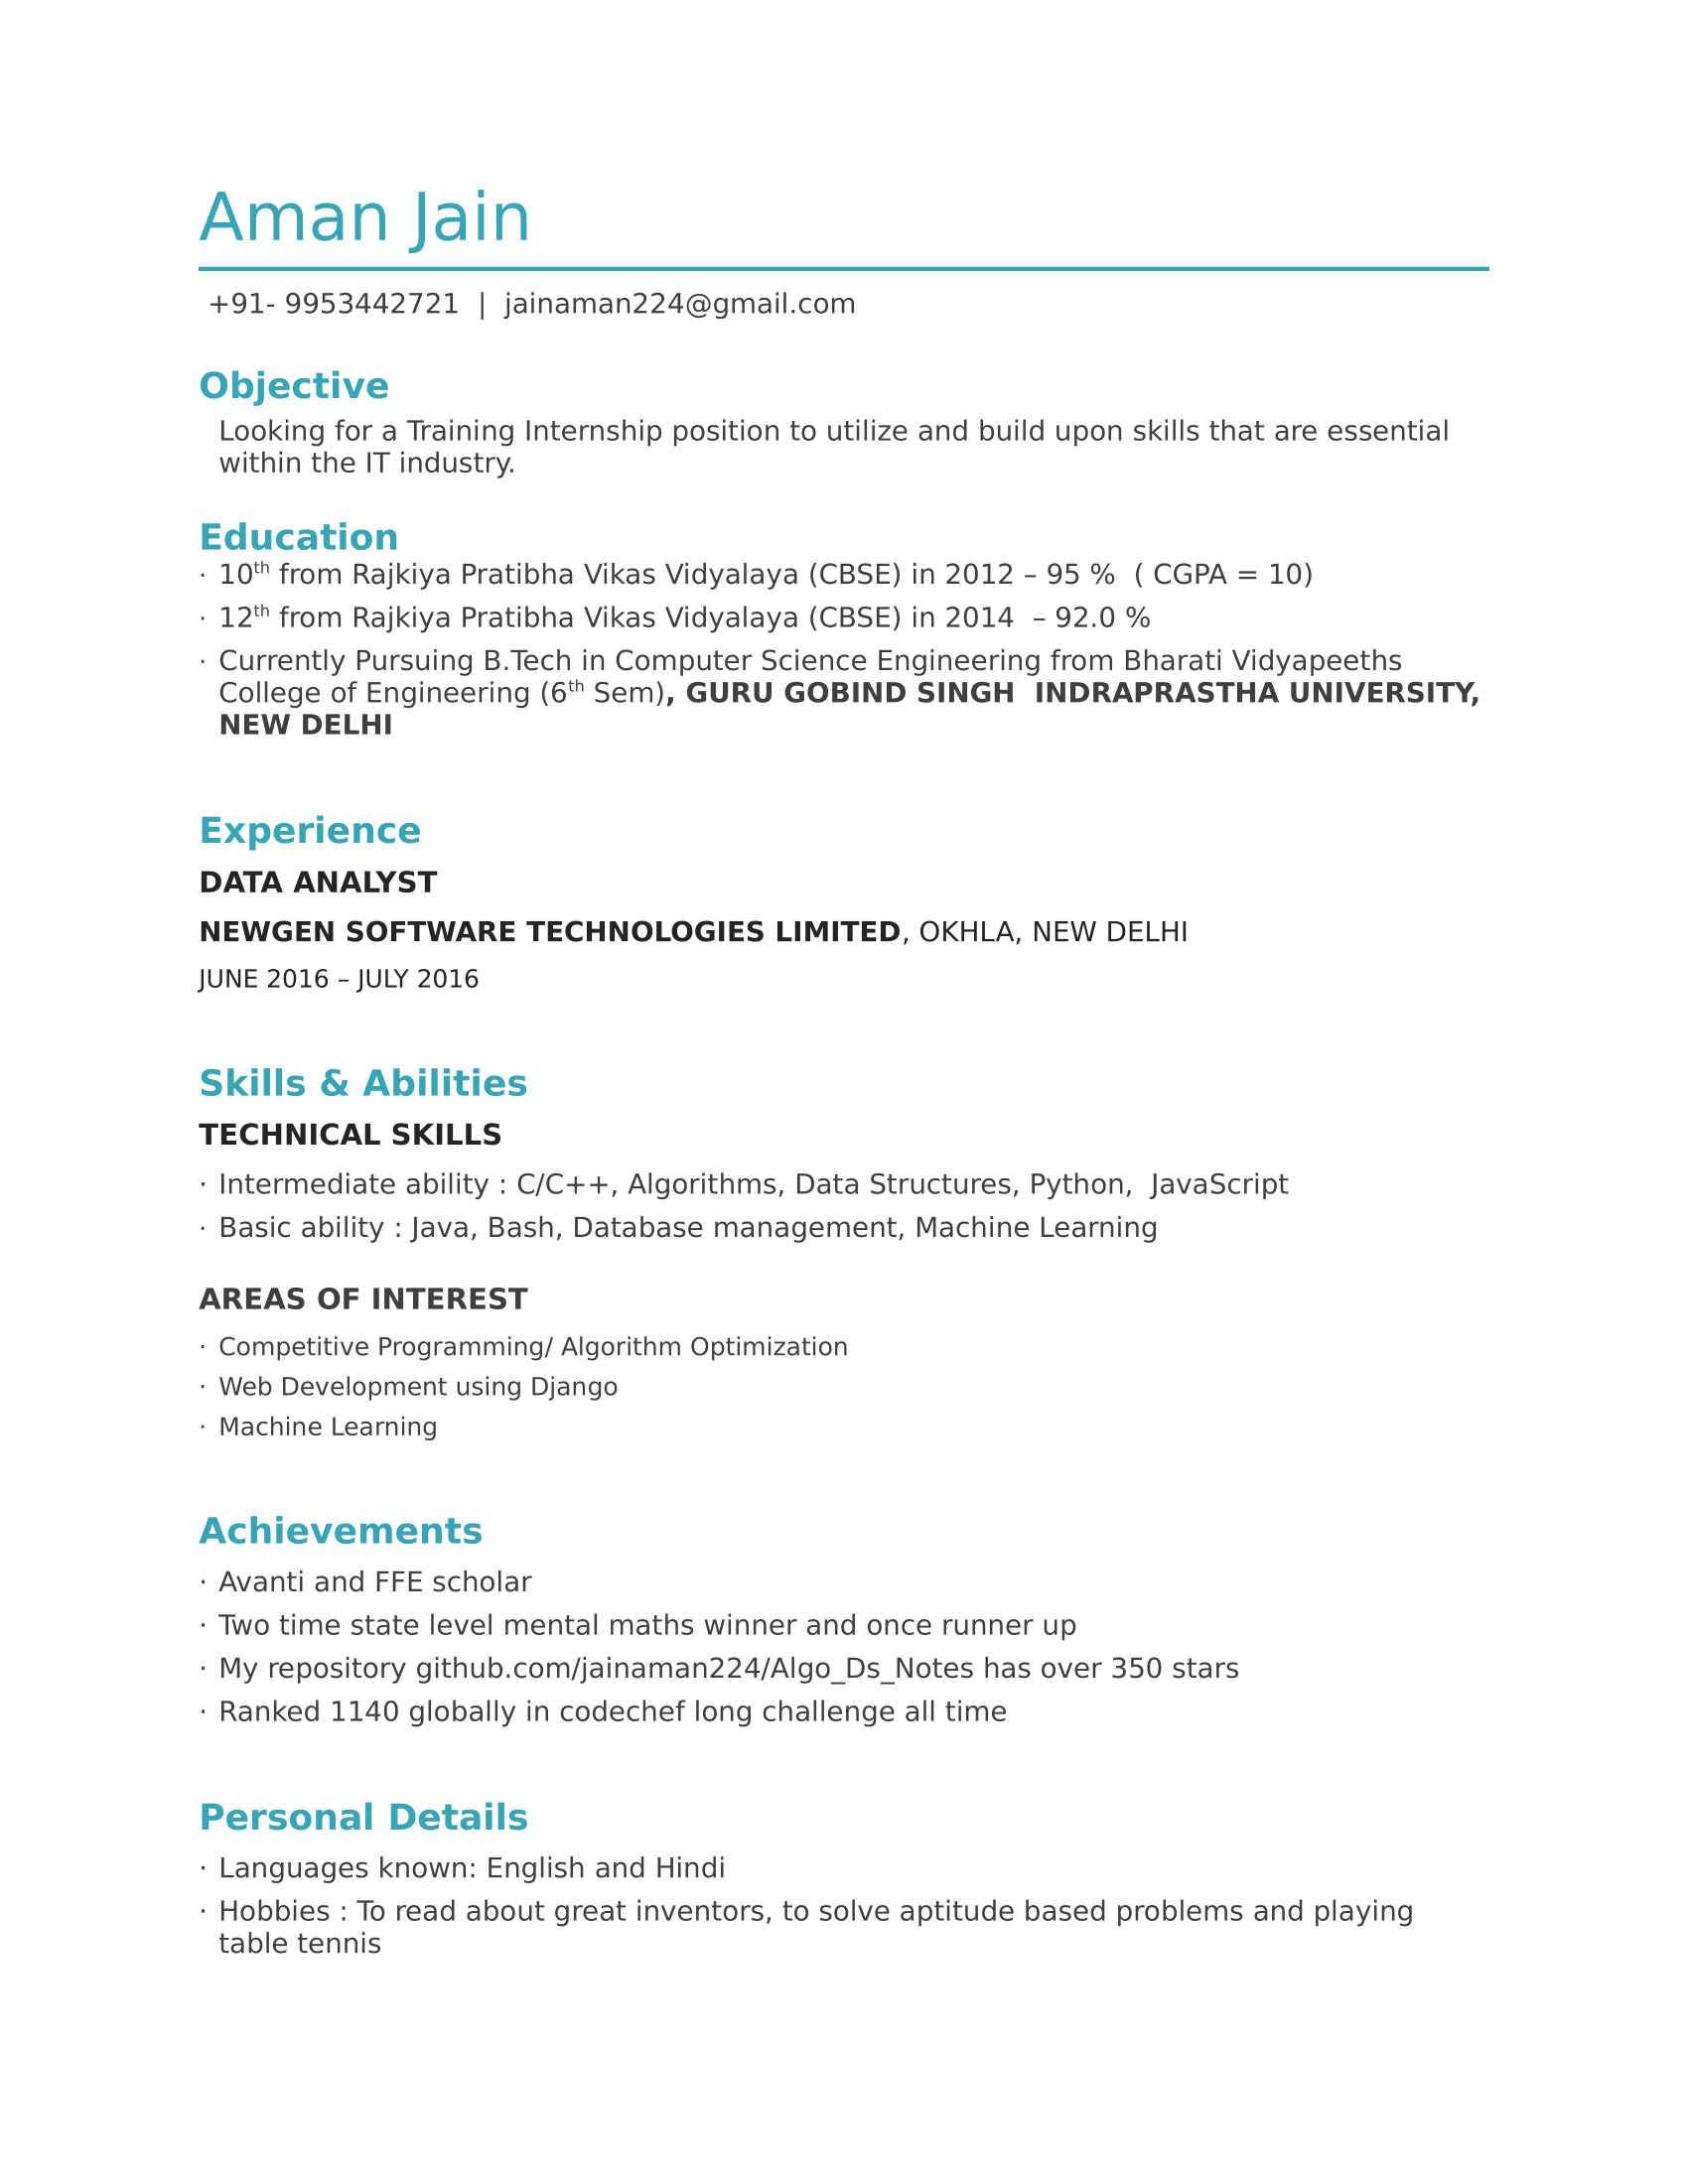 Aman Jain
+91- 9953442721 | jainaman224@gmail.com
Objective
Looking for a Training Internship position to utilize and build upon skills that are essential
within the IT industry.
Education
· 10th from Rajkiya Pratibha Vikas Vidyalaya (CBSE) in 2012 – 95 % ( CGPA = 10)
· 12th from Rajkiya Pratibha Vikas Vidyalaya (CBSE) in 2014 – 92.0 %
· Currently Pursuing B.Tech in Computer Science Engineering from Bharati Vidyapeeths
College of Engineering (6th Sem), GURU GOBIND SINGH INDRAPRASTHA UNIVERSITY,
NEW DELHI
Experience
DATA ANALYST
NEWGEN SOFTWARE TECHNOLOGIES LIMITED, OKHLA, NEW DELHI
JUNE 2016 – JULY 2016
Skills & Abilities
TECHNICAL SKILLS
· Intermediate ability : C/C++, Algorithms, Data Structures, Python, JavaScript
· Basic ability : Java, Bash, Database management, Machine Learning
AREAS OF INTEREST
· Competitive Programming/ Algorithm Optimization
· Web Development using Django
· Machine Learning
Achievements
· Avanti and FFE scholar
· Two time state level mental maths winner and once runner up
· My repository github.com/jainaman224/Algo_Ds_Notes has over 350 stars
· Ranked 1140 globally in codechef long challenge all time
Personal Details
· Languages known: English and Hindi
· Hobbies : To read about great inventors, to solve aptitude based problems and playing
table tennis